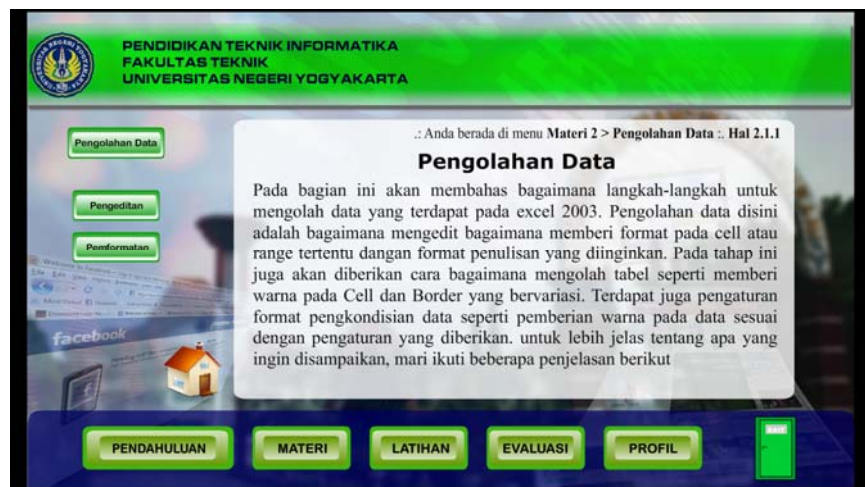 PENDIDIKAN TEKNIK INFORMATIKA
FAKULTAS TEKNIK
UNIVERSITAS NEGERI YOGYAKARTA
.: Anda berada di menu Materi 2 > Pengolahan Data :. Hal 2.1.1
Pengolahan Data
Pengeditan
Pemformatan
Pengolahan Data
Pada bagian ini akan membahas bagaimana langkah-langkah untuk
mengolah data yang terdapat pada excel 2003. Pengolahan data disini
adalah bagaimana mengedit bagaimana memberi format pada cell atau
range tertentu dangan format penulisan yang diinginkan. Pada tahap ini
juga akan diberikan cara bagaimana mengolah tabel seperti memberi
warna pada Cell dan Border yang bervariasi. Terdapat juga pengaturan
format pengkondisian data seperti pemberian warna pada data sesuai
dengan pengaturan yang diberikan. untuk lebih jelas tentang apa yang
ingin disampaikan, mari ikuti beberapa penjelasan berikut
facebook
PENDAHULUAN
MATERI
LATIHAN
EVALUASI
PROFIL
EXIT